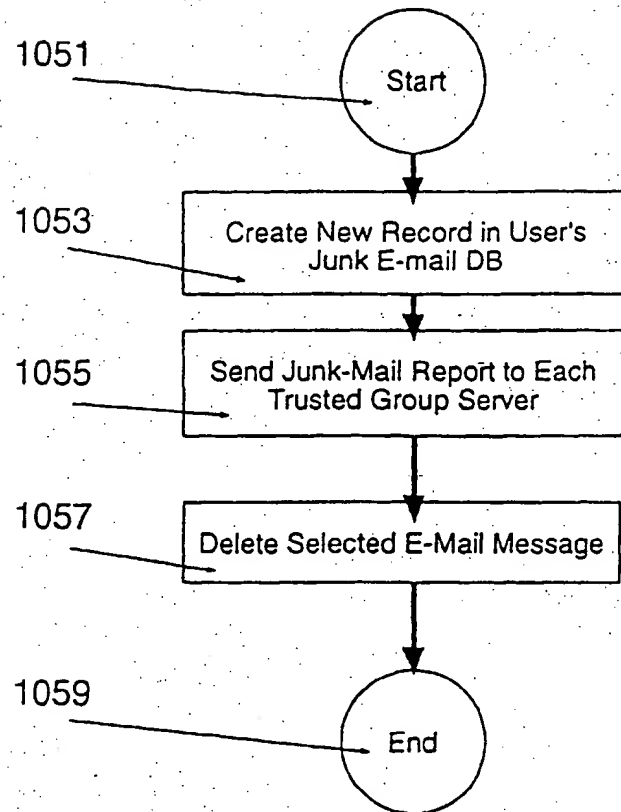 1051
Start
1053
Create New Record in User's
Junk E-mail DB
1055
Send Junk-Mail Report to Each
Trusted Group Server
1057
Delete Selected E-Mail Message
1059
End